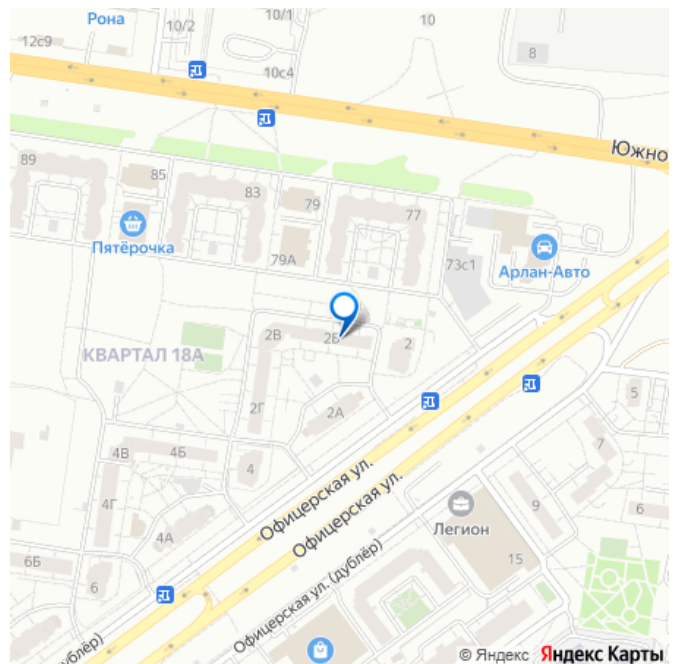 Рона
10/2
10/1
10
12с9
10с4
8
Южно
89
85
83
79
77
Пятёрочка
79А
73с1
Арлан-Авто
2В
2Б
2
КВАРТАЛ 18А
2Г
2А
5
4В
4Б
4
7
4Г
Офицерская ул.
Офицерская ул.
9
6
Легион
4А
15
6Б
6
Офицерская ул. (дублёр)
ублёр)
© Яндекс Яндекс Карты